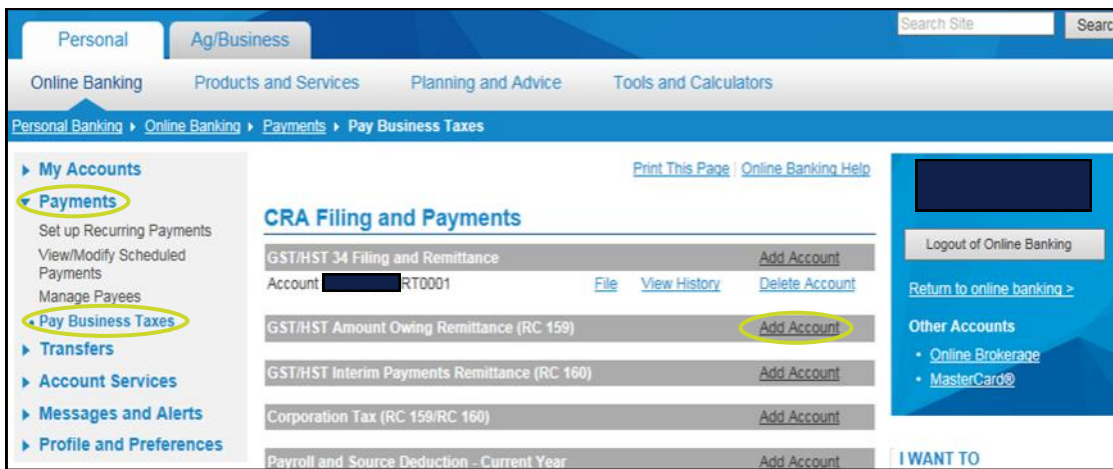 Search Site
Searc
Personal Ag/Business
Online Banking Products and Services Planning and Advice Tools and Calculators
Personal Banking › Online Banking › Payments › Pay Business Taxes
My Accounts
Payments
Set up Recurring Payments
View/Modify Scheduled
Payments
Manage Payees
Pay Business Taxes
Transfers
Account Services
Messages and Alerts
Profile and Preferences
Print This Page | Online Banking Help
CRA Filing and Payments
GST/HST 34 Filing and Remittance Add Account
Account RT0001 File View History Delete Account
GST/HST Amount Owing Remittance (RC 159) Add Account
GST/HST Interim Payments Remittance (RC 160) Add Account
Corporation Tax (RC 159/RC 160) Add Account
Payroll and Source Deduction - Current Year Add Account
Logout of Online Banking
Return to online banking >
Other Accounts
• Online Brokerage
• MasterCard®
I WANT TO